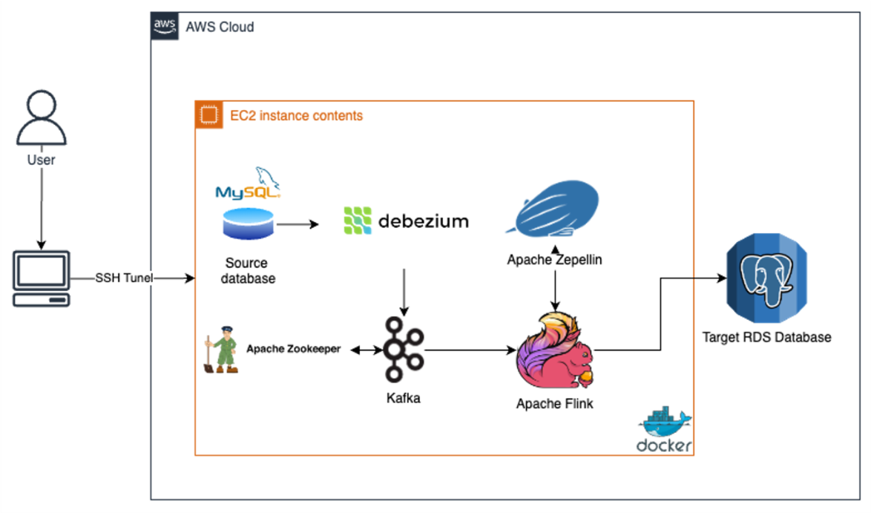 aws
AWS Cloud
EC2 instance contents
User
MySQL
debezium
Source
database
Apache Zepellin
SSH Tunel
Target RDS Database
Apache Zookeeper
Kafka
Apache Flink
docker